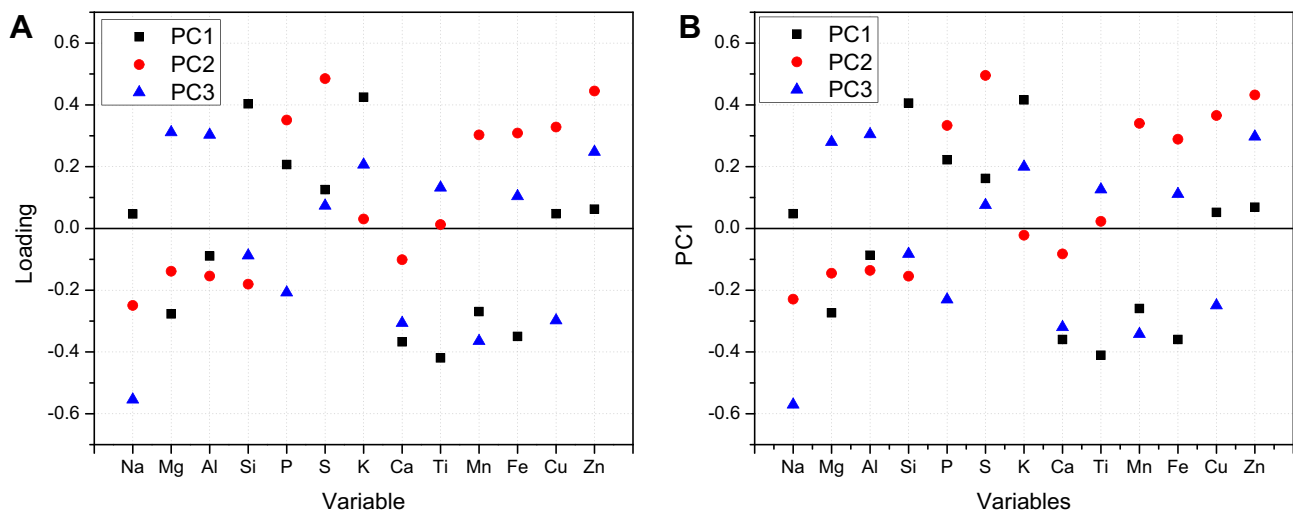 A
PC1
PC2
PC3
Loading
0.6
0.4
0.2
0.0
-0.2
-0.4
-0.6
Na Mg Al Si P S K Ca Ti Mn Fe Cu Zn
Variable
B
PC1
PC2
PC3
PC1
0.6
0.4
0.2
0.0
-0.2
-0.4
-0.6
Na Mg Al Si P S K Ca Ti Mn Fe Cu Zn
Variables